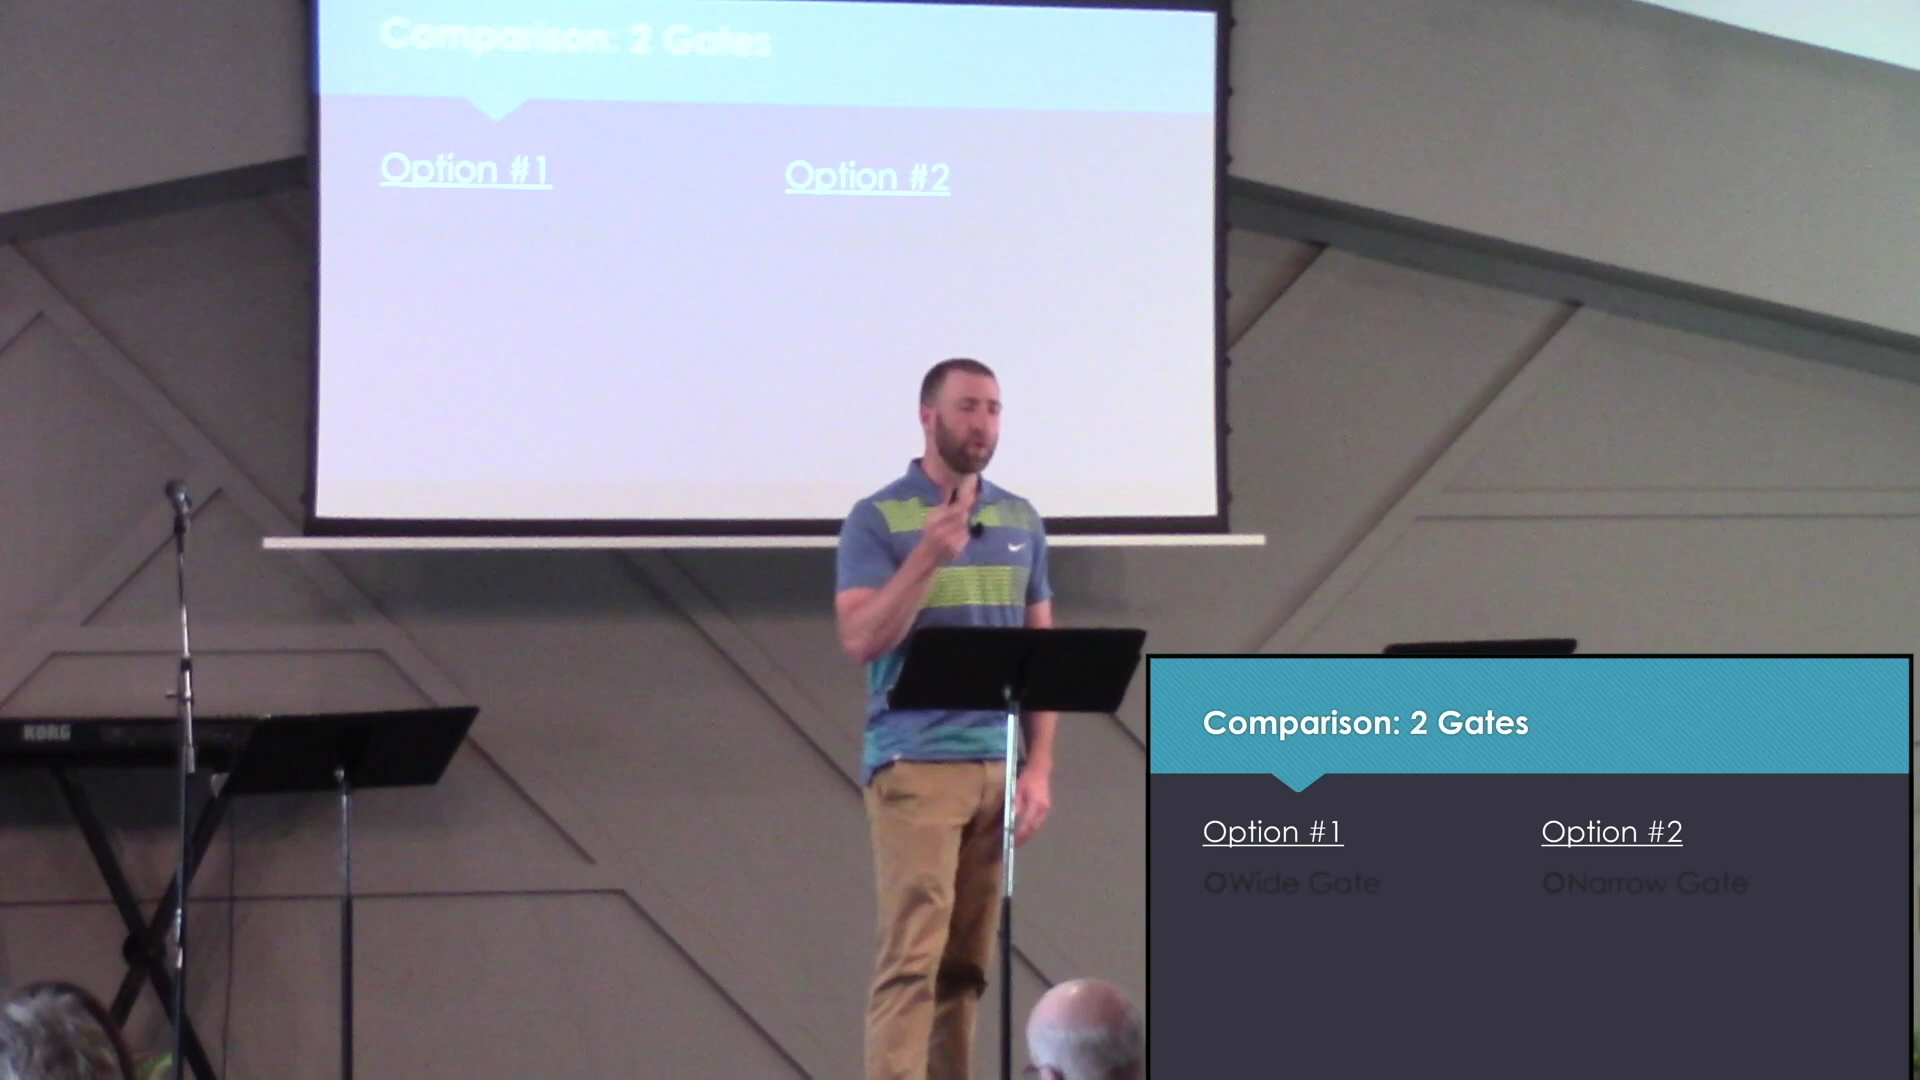 Comparison: 2 Gates
Option #1
Option #2
KORG
Comparison: 2 Gates
Option #1
Option #2
Wide Gate
Narrow Gate